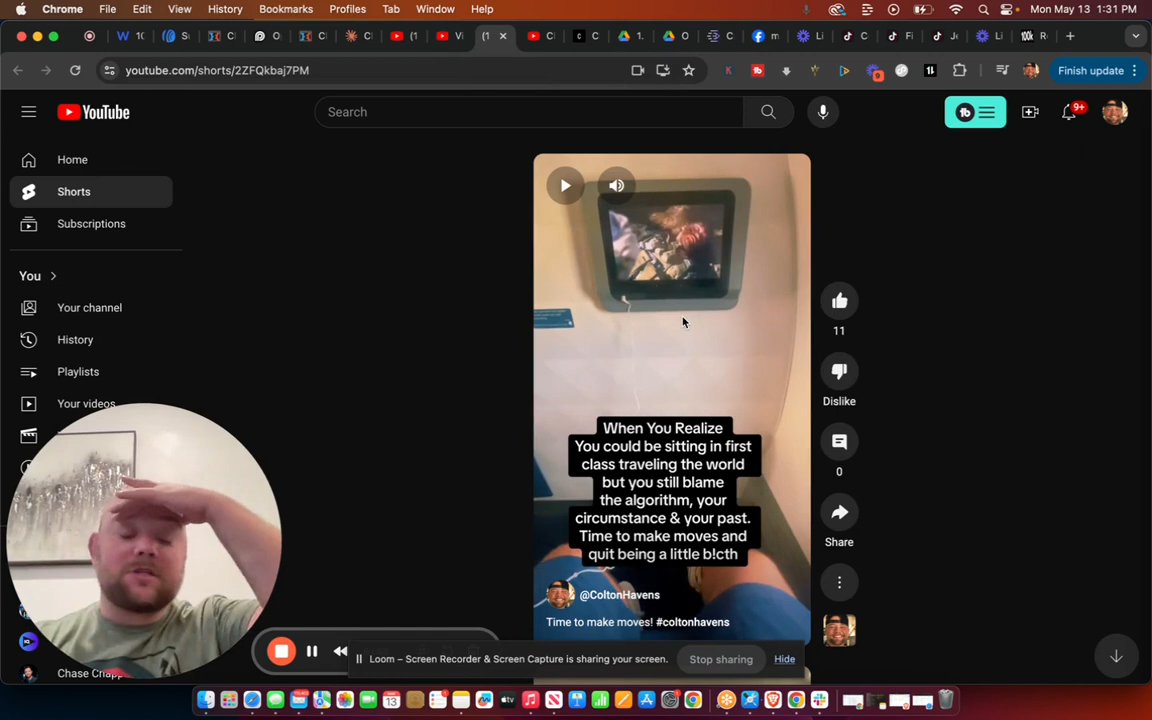 Chrome File Edit View History Bookmarks Profiles Tab Window Help Mon May 13 1:31 PM
youtube.com/shorts/2ZFQkbaj7PM
Finish update
YouTube
Search
9+
Home
Shorts
Subscriptions
You
Your channel
History
Playlists
Your videos
Chase Chap
When You Realize
You could be sitting in first
class traveling the world
but you still blame
the algorithm, your
circumstance & your past.
Time to make moves and
quit being a little b!cth
@ColtonHavens
Time to make moves! #coltonhavens
11
Dislike
0
Share
Loom – Screen Recorder & Screen Capture is sharing your screen.
Stop sharing
Hide